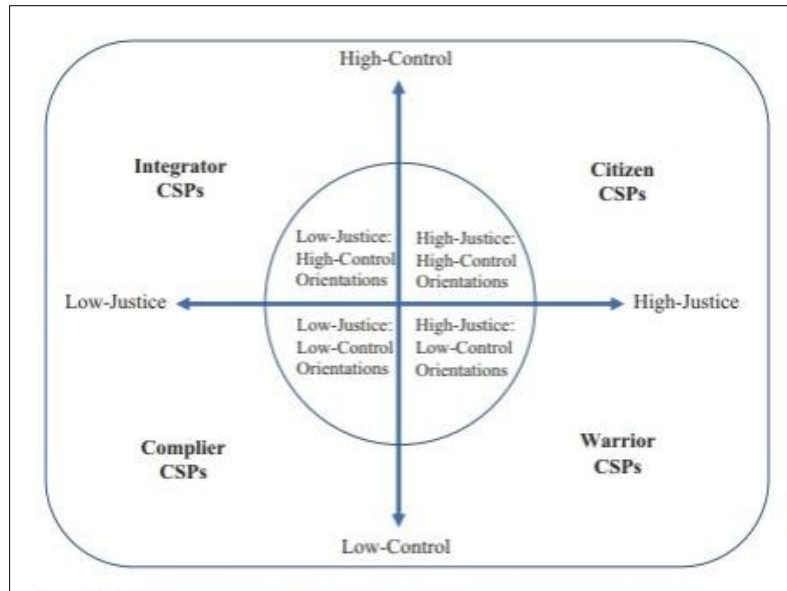 High-Control
Integrator
CSPs
Citizen
CSPs
Low-Justice:
High-Control
Orientations
High-Justice:
High-Control
Orientations
Low-Justice
High-Justice
Low-Justice:
Low-Control
Orientations
High-Justice:
Low-Control
Orientations
Complier
CSPs
Warrior
CSPs
Low-Control